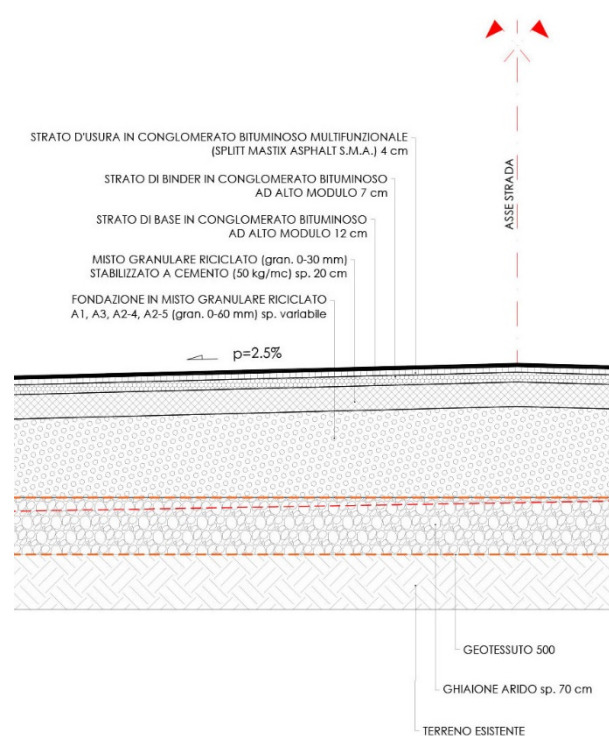 STRATO D'USURA IN CONGLOMERATO BITUMINOSO MULTIFUNZIONALE
(SPLITT MASTIX ASPHALT S.M.A.) 4 cm
STRATO DI BINDER IN CONGLOMERATO BITUMINOSO
AD ALTO MODULO 7 cm
STRATO DI BASE IN CONGLOMERATO BITUMINOSO
AD ALTO MODULO 12 cm
MISTO GRANULARE RICICLATO (gran. 0-30 mm)
STABILIZZATO A CEMENTO (50 kg/mc) sp. 20 cm
FONDAZIONE IN MISTO GRANULARE RICICLATO
A1, A3, A2-4, A2-5 (gran. 0-60 mm) sp. variabile
ASSE STRADA
p=2.5%
GEOTESSUTO 500
GHIAIONE ARIDO sp. 70 cm
TERRENO ESISTENTE